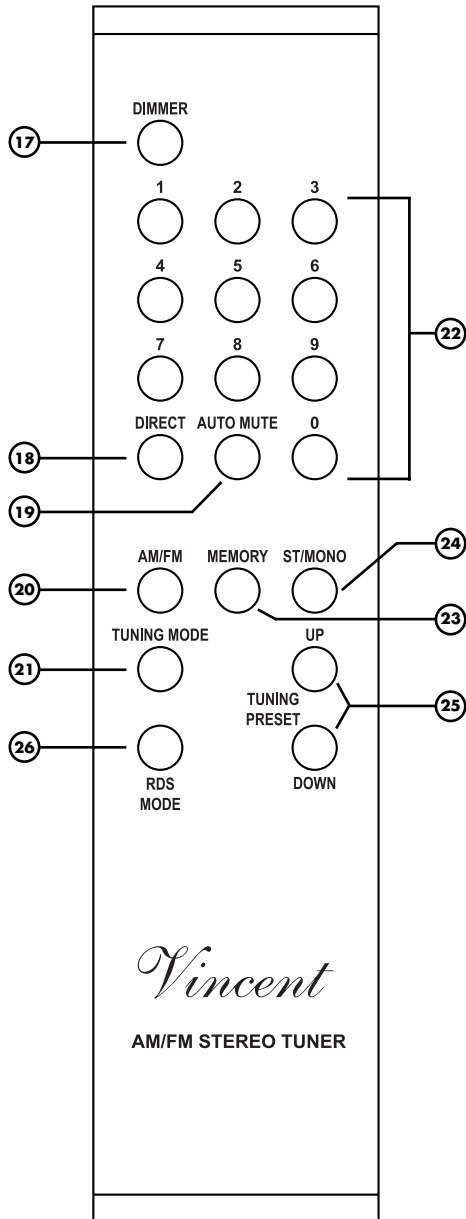 DIMMER
17
1 2 3
4 5 6
22
7 8 9
DIRECT AUTO MUTE 0
18
19
24
AM/FM MEMORY ST/MONO
20
23
TUNING MODE UP
21
TUNING
PRESET
25
26
RDS
MODE
DOWN
Vincent
AM/FM STEREO TUNER